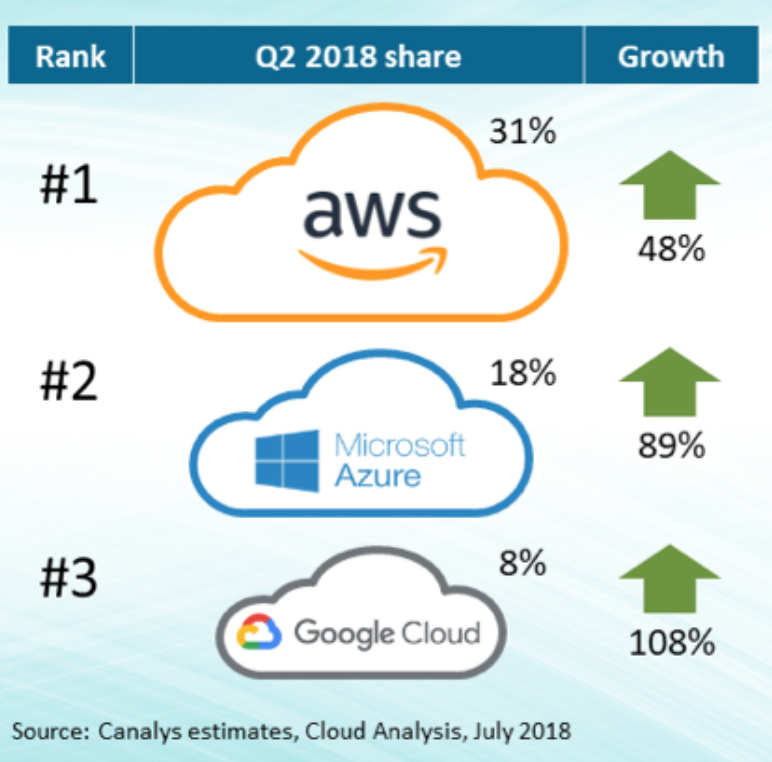 Rank Q2 2018 share Growth
#1 31%
aws
48%
#2 18%
Microsoft
Azure
89%
#3 8%
Google Cloud
108%
Source: Canalys estimates, Cloud Analysis, July 2018